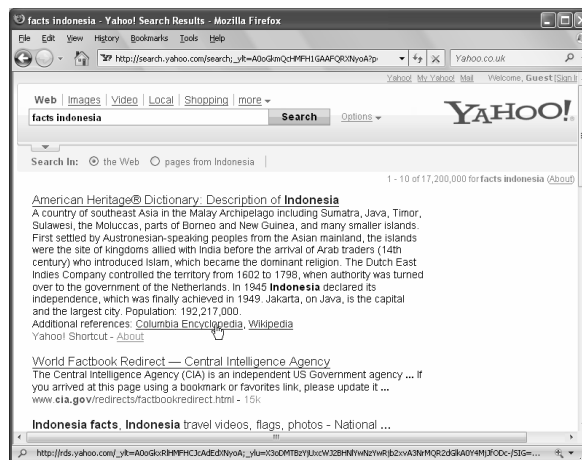 facts indonesia - Yahoo! Search Results - Mozilla Firefox
File Edit View History Bookmarks Tools Help
http://search.yahoo.com/search;_ylt=A0oGkmQcHMFH1GAAFQRXNyoA?p= Yahoo.co.uk
Yahoo! My Yahoo! Mail Welcome, Guest [Sign In
Web | Images | Video | Local | Shopping | more
facts indonesia Search Options YAHOO!
Search In: the Web pages from Indonesia
1 - 10 of 17,200,000 for facts indonesia (About)
American Heritage® Dictionary: Description of Indonesia
A country of southeast Asia in the Malay Archipelago including Sumatra, Java, Timor,
Sulawesi, the Moluccas, parts of Borneo and New Guinea, and many smaller islands.
First settled by Austronesian-speaking peoples from the Asian mainland, the islands
were the site of kingdoms allied with India before the arrival of Arab traders (14th
century) who introduced Islam, which became the dominant religion. The Dutch East
Indies Company controlled the territory from 1602 to 1798, when authority was turned
over to the government of the Netherlands. In 1945 Indonesia declared its
independence, which was finally achieved in 1949. Jakarta, on Java, is the capital
and the largest city. Population: 192,217,000.
Additional references: Columbia Encyclopedia, Wikipedia
Yahoo! Shortcut - About
World Factbook Redirect — Central Intelligence Agency
The Central Intelligence Agency (CIA) is an independent US Government agency ... If
you arrived at this page using a bookmark or favorites link, please update it ...
www.cia.gov/redirects/factbookredirect.html - 15k
Indonesia facts, Indonesia travel videos, flags, photos - National ...